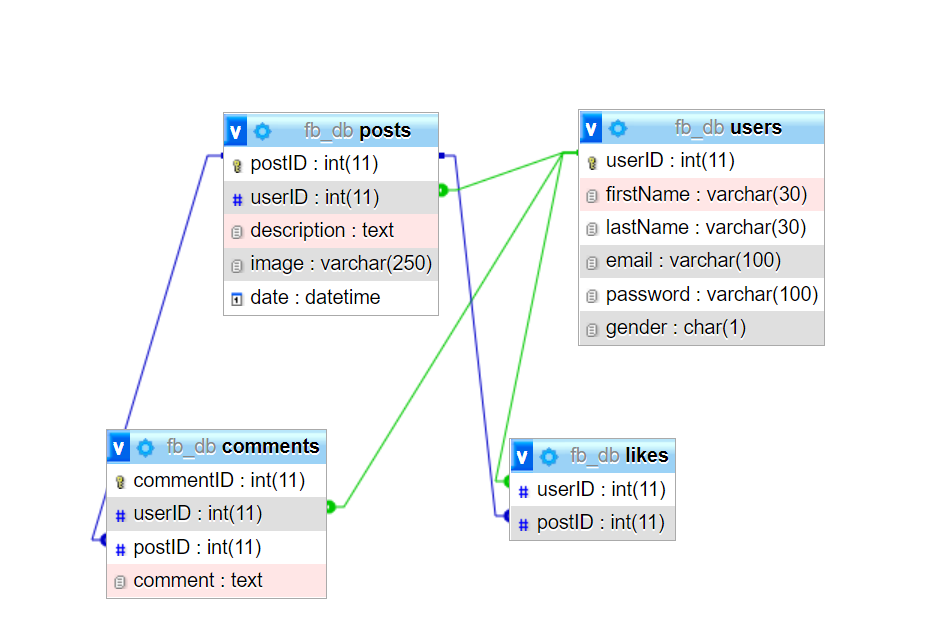 v fb_db posts
postID : int(11)
# userID : int(11)
description : text
image : varchar(250)
date : datetime
v fb_db users
userID : int(11)
firstName : varchar(30)
lastName : varchar(30)
email : varchar(100)
password : varchar(100)
gender : char(1)
v fb_db comments
commentID : int(11)
# userID : int(11)
# postID : int(11)
comment : text
v fb_db likes
# userID : int(11)
# postID : int(11)